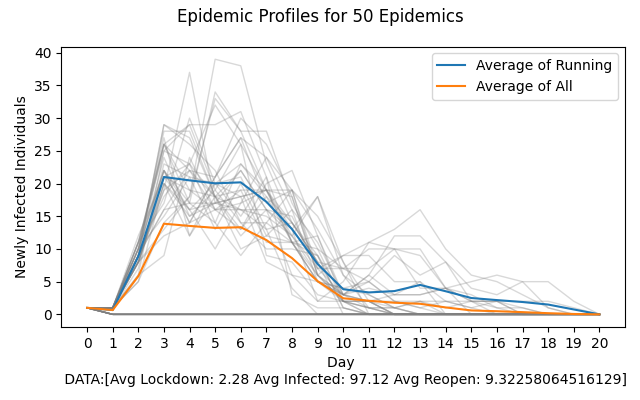 Epidemic Profiles for 50 Epidemics
Newly Infected Individuals
40
35
30
25
20
15
10
5
0
Average of Running
Average of All
0 1 2 3 4 5 6 7 8 9 10 11 12 13 14 15 16 17 18 19 20
Day
DATA:[Avg Lockdown: 2.28 Avg Infected: 97.12 Avg Reopen: 9.32258064516129]